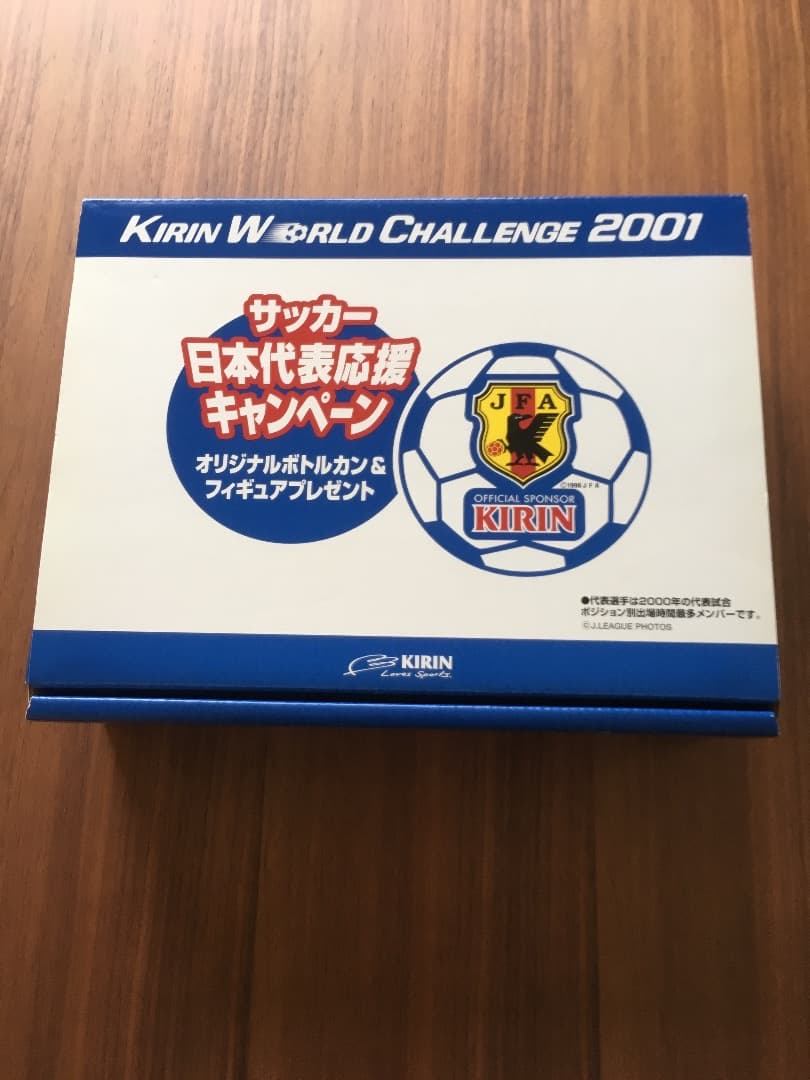 KIRIN WORLD CHALLENGE 2001
サッカー
日本代表応援
キャンペーン
オリジナルボトルカン&
フィギュアプレゼント
JFA
©1996 JFA
OFFICIAL SPONSOR
KIRIN
●代表選手は2000年の代表試合
ポジション別出場時間最多メンバーです。
©J.LEAGUE PHOTOS
KIRIN
Loves Sports.